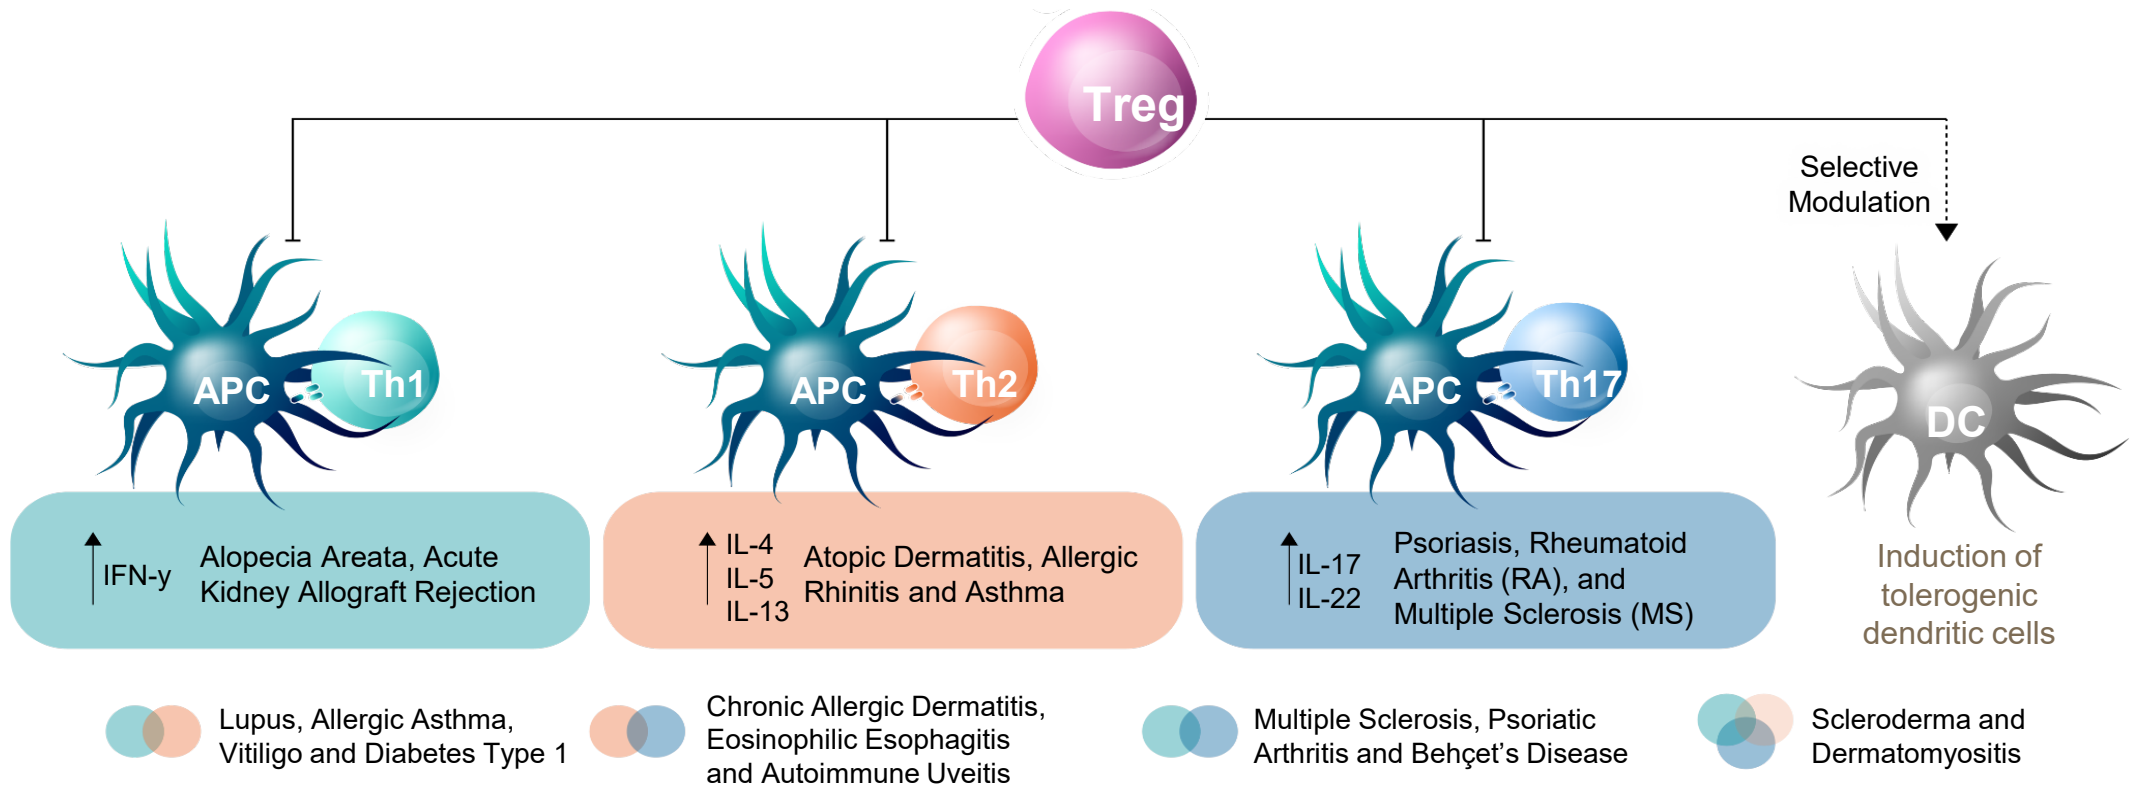 Treg
Selective
Modulation
APC
Th1
APC
Th2
APC
Th17
DC
IFN-y
Alopecia Areata, Acute
Kidney Allograft Rejection
IL-4
IL-5
IL-13
Atopic Dermatitis, Allergic
Rhinitis and Asthma
IL-17
IL-22
Psoriasis, Rheumatoid
Arthritis (RA), and
Multiple Sclerosis (MS)
Induction of
tolerogenic
dendritic cells
Lupus, Allergic Asthma,
Vitiligo and Diabetes Type 1
Chronic Allergic Dermatitis,
Eosinophilic Esophagitis
and Autoimmune Uveitis
Multiple Sclerosis, Psoriatic
Arthritis and Behçet’s Disease
Scleroderma and
Dermatomyositis